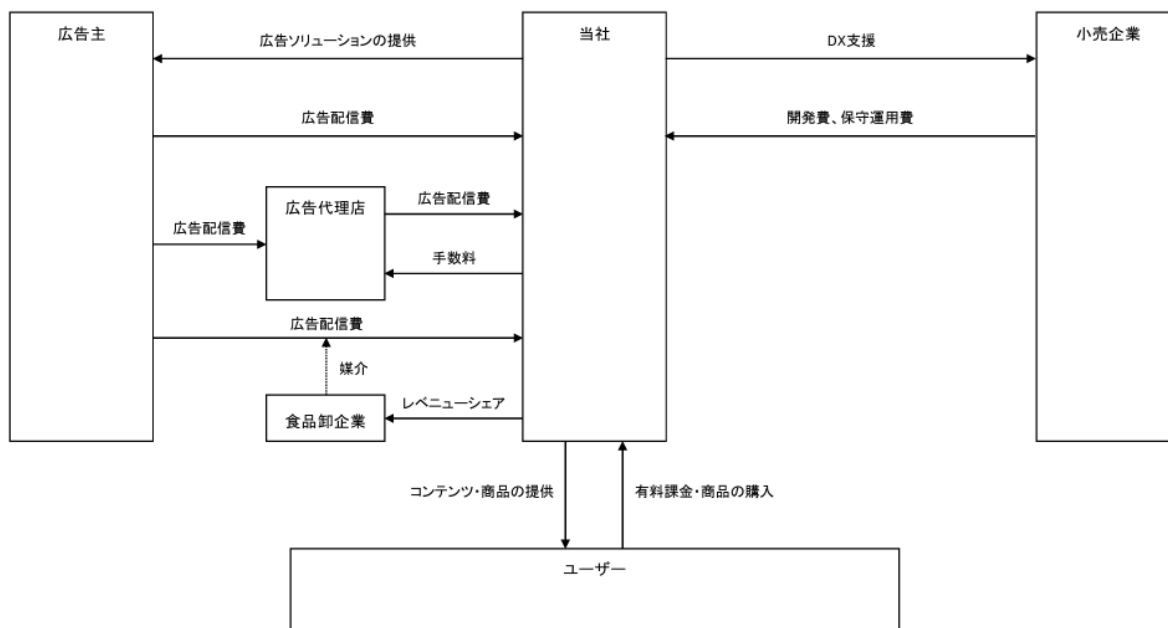 広告主
広告ソリューションの提供
当社
DX支援
小売企業
広告配信費
開発費、保守運用費
広告代理店
広告配信費
広告配信費
手数料
広告配信費
媒介
レベニューシェア
食品卸企業
コンテンツ・商品の提供
有料課金・商品の購入
ユーザー